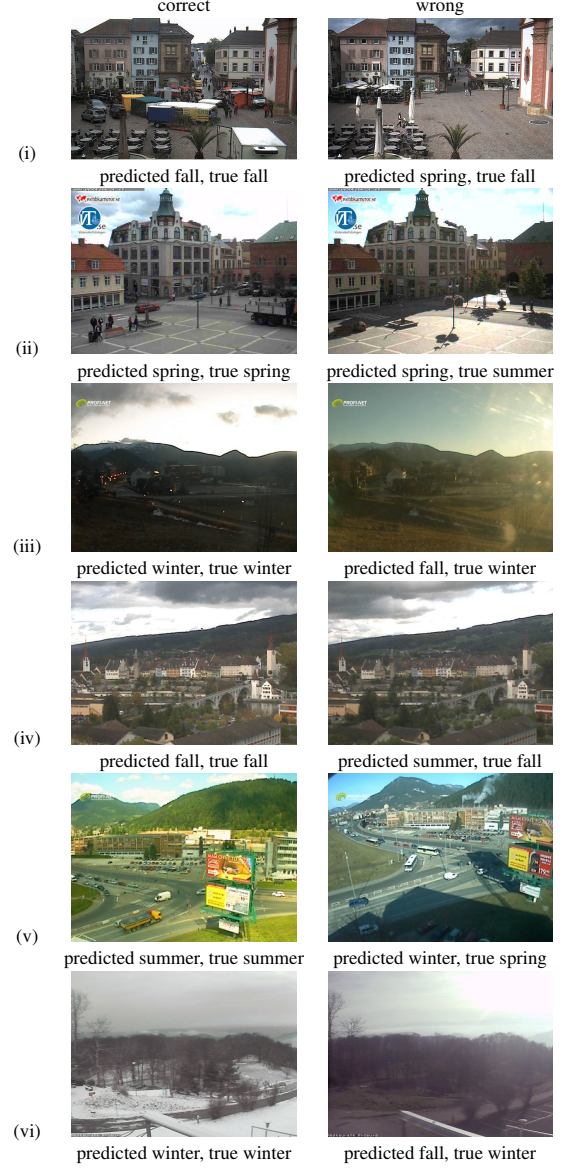 correct wrong
(i)
predicted fall, true fall predicted spring, true fall
(ii)
predicted spring, true spring predicted spring, true summer
PROFI.NET
(iii)
predicted winter, true winter predicted fall, true winter
(iv)
predicted fall, true fall predicted summer, true fall
(v)
predicted summer, true summer predicted winter, true spring
(vi)
predicted winter, true winter predicted fall, true winter